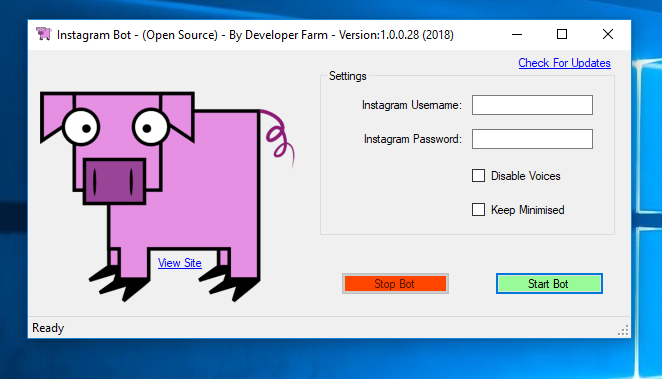 Instagram Bot - (Open Source) - By Developer Farm - Version:1.0.0.28 (2018)
Check For Updates
Settings
Instagram Username:
Instagram Password:
Disable Voices
Keep Minimised
View Site
Stop Bot
Start Bot
Ready